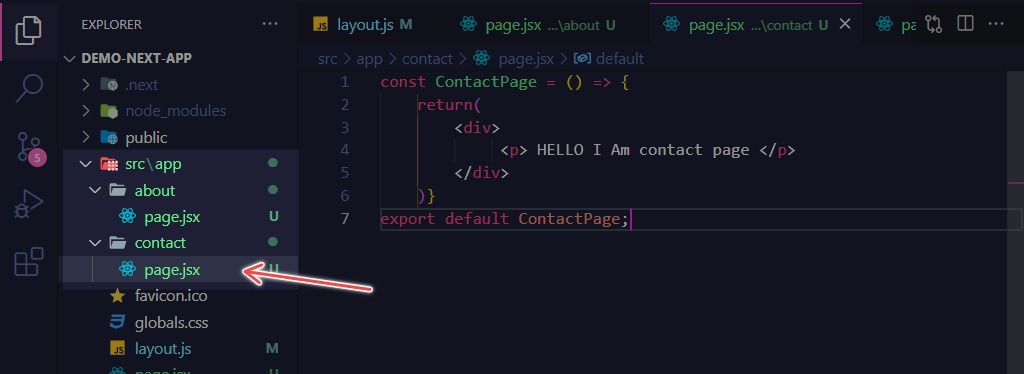 EXPLORER
DEMO-NEXT-APP
.next
node_modules
public
src\app
about
page.jsx U
contact
page.jsx U
favicon.ico
globals.css
layout.js M
page.jsx
5
layout.js M page.jsx ...\about U page.jsx ...\contact U pa
src > app > contact > page.jsx > default
1 const ContactPage = () => {
2 return(
3 <div>
4 <p> HELLO I Am contact page </p>
5 </div>
6 )}
7 export default ContactPage;